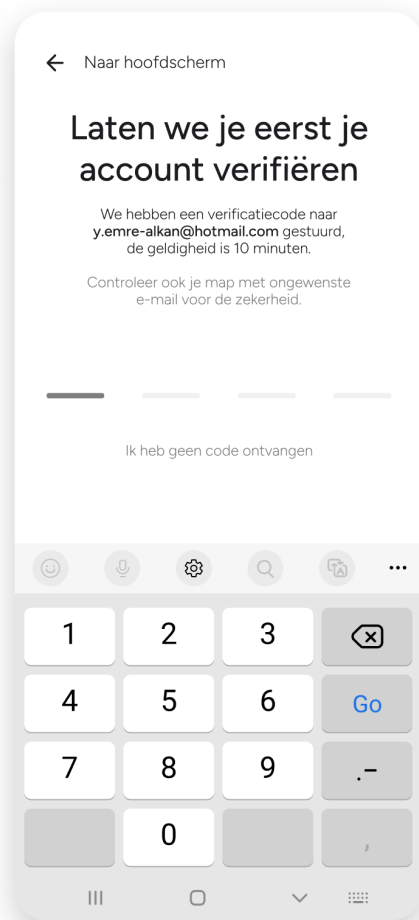 Naar hoofdscherm
Laten we je eerst je
account verifiëren
We hebben een verificatiecode naar
y.emre-alkan@hotmail.com gestuurd,
de geldigheid is 10 minuten.
Controleer ook je map met ongewenste
e-mail voor de zekerheid.
Ik heb geen code ontvangen
1 2 3
4 5 6 Go
7 8 9 .-
0 ,